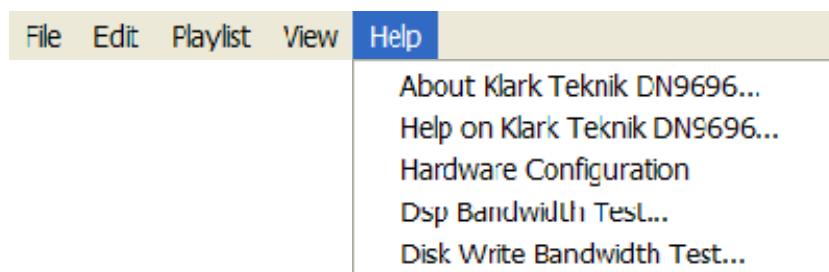 File Edit Playlist View Help
About Klark Teknik DN9696...
Help on Klark Teknik DN9696...
Hardware Configuration
Dsp Bandwidth Test...
Disk Write Bandwidth Test...